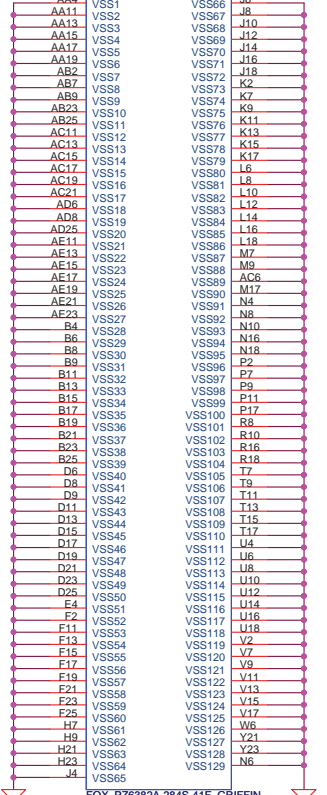 AA4 VSS1 VSS66 J6
AA11 VSS2 VSS67 J8
AA13 VSS3 VSS68 J10
AA15 VSS4 VSS69 J12
AA17 VSS5 VSS70 J14
AA19 VSS6 VSS71 J16
AB2 VSS7 VSS72 J18
AB7 VSS8 VSS73 K2
AB9 VSS9 VSS74 K7
AB23 VSS10 VSS75 K9
AB25 VSS11 VSS76 K11
AC11 VSS12 VSS77 K13
AC13 VSS13 VSS78 K15
AC15 VSS14 VSS79 K17
AC17 VSS15 VSS80 L6
AC19 VSS16 VSS81 L8
AC21 VSS17 VSS82 L10
AD6 VSS18 VSS83 L12
AD8 VSS19 VSS84 L14
AD25 VSS20 VSS85 L16
AE11 VSS21 VSS86 L18
AE13 VSS22 VSS87 M7
AE15 VSS23 VSS88 M9
AE17 VSS24 VSS89 AC6
AE19 VSS25 VSS90 M17
AE21 VSS26 VSS91 N4
AE23 VSS27 VSS92 N8
B4 VSS28 VSS93 N10
B6 VSS29 VSS94 N16
B8 VSS30 VSS95 N18
B9 VSS31 VSS96 P2
B11 VSS32 VSS97 P7
B13 VSS33 VSS98 P9
B15 VSS34 VSS99 P11
B17 VSS35 VSS100 P17
B19 VSS36 VSS101 R8
B21 VSS37 VSS102 R10
B23 VSS38 VSS103 R16
B25 VSS39 VSS104 R18
D6 VSS40 VSS105 T7
D8 VSS41 VSS106 T9
D9 VSS42 VSS107 T11
D11 VSS43 VSS108 T13
D13 VSS44 VSS109 T15
D15 VSS45 VSS110 T17
D17 VSS46 VSS111 U4
D19 VSS47 VSS112 U6
D21 VSS48 VSS113 U8
D23 VSS49 VSS114 U10
D25 VSS50 VSS115 U12
E4 VSS51 VSS116 U14
F2 VSS52 VSS117 U16
F11 VSS53 VSS118 U18
F13 VSS54 VSS119 V2
F15 VSS55 VSS120 V7
F17 VSS56 VSS121 V9
F19 VSS57 VSS122 V11
F21 VSS58 VSS123 V13
F23 VSS59 VSS124 V15
F25 VSS60 VSS125 V17
H7 VSS61 VSS126 W6
H9 VSS62 VSS127 Y21
H21 VSS63 VSS128 Y23
H23 VSS64 VSS129 N6
J4 VSS65
FOX_PZ6382A-284S-41F_GRIFFIN